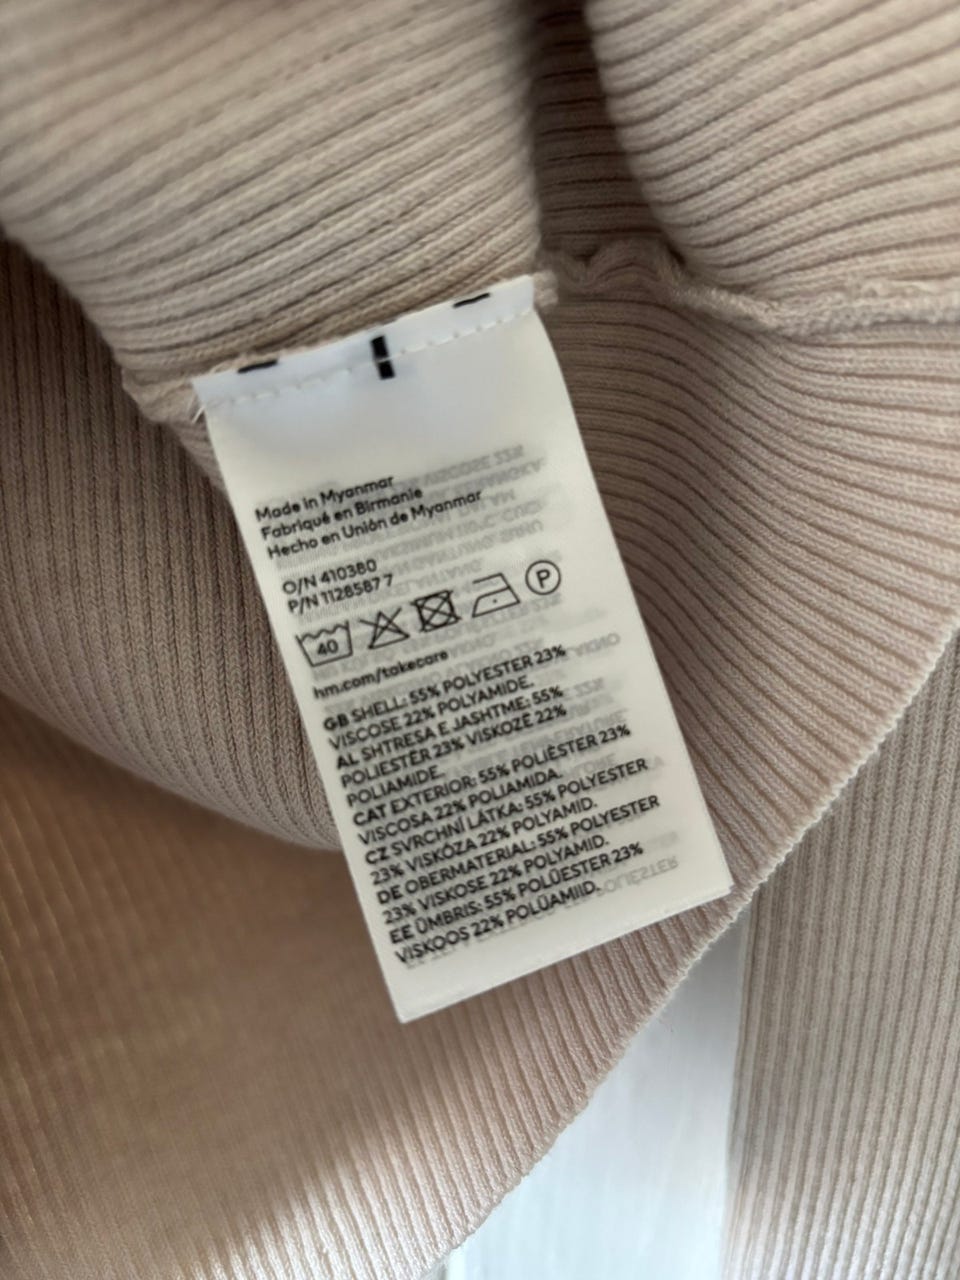 Made in Myanmar
Fabriqué en Birmanie
Hecho en Unión de Myanmar
O/N 410380
P/N 1128587 7
40 P
hm.com/takecare
GB SHELL: 55% POLYESTER 23%
VISCOSE 22% POLYAMIDE.
AL SHTRESA E JASHTME: 55%
POLIESTËR 23% VISKOZË 22%
POLIAMIDE.
CAT EXTERIOR: 55% POLIÈSTER 23%
VISCOSA 22% POLIAMIDA.
CZ SVRCHNÍ LÁTKA: 55% POLYESTER
23% VISKÓZA 22% POLYAMID.
DE OBERMATERIAL: 55% POLYESTER
23% VISKOSE 22% POLYAMID.
EE ÜMBRIS: 55% POLÜESTER 23%
VISKOOS 22% POLÜAMIID.